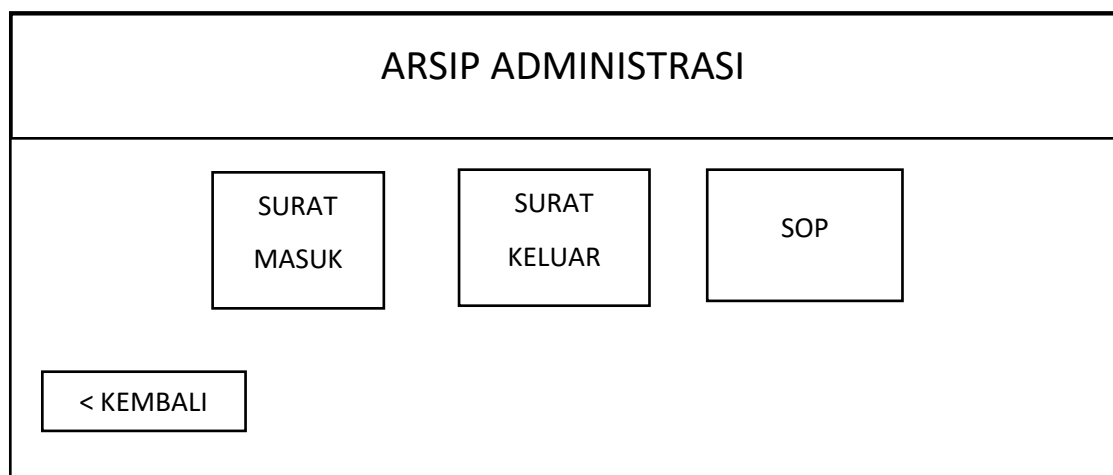 ARSIP ADMINISTRASI
SURAT
MASUK
SURAT
KELUAR
SOP
< KEMBALI